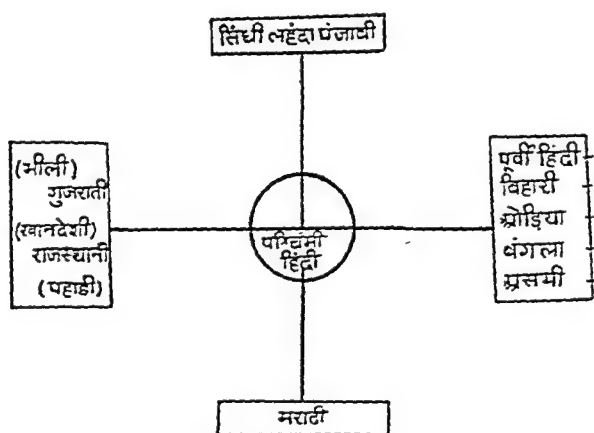 सिंधी लहंदा पंजाबी
(भीली)
गुजराती
(खानदेशी)
राजस्थानी
(पहाड़ी)
पश्चिमी
हिंदी
पूर्वी हिंदी
बिहारी
ओड़िया
बंगला
असमी
मराठी